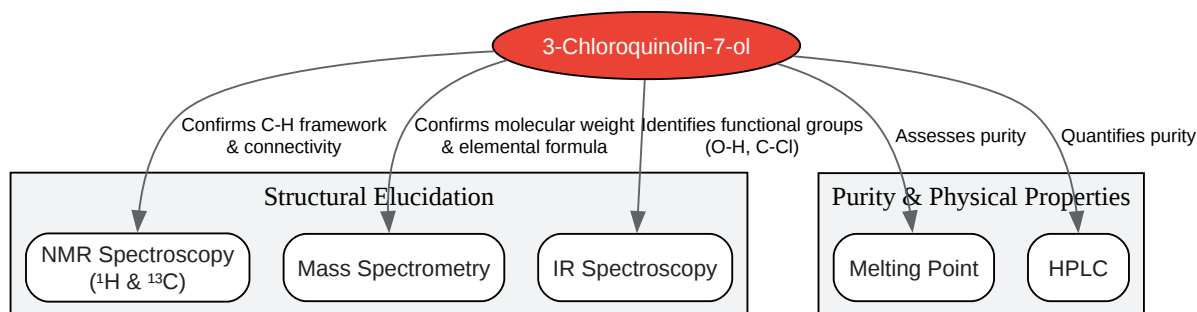 3-Chloroquinolin-7-ol
Confirms C-H framework
& connectivity
Confirms molecular weight
& elemental formula
Identifies functional groups
(O-H, C-Cl)
Assesses purity
Quantifies purity
Structural Elucidation
Purity & Physical Properties
NMR Spectroscopy
(¹H & ¹³C)
Mass Spectrometry
IR Spectroscopy
Melting Point
HPLC